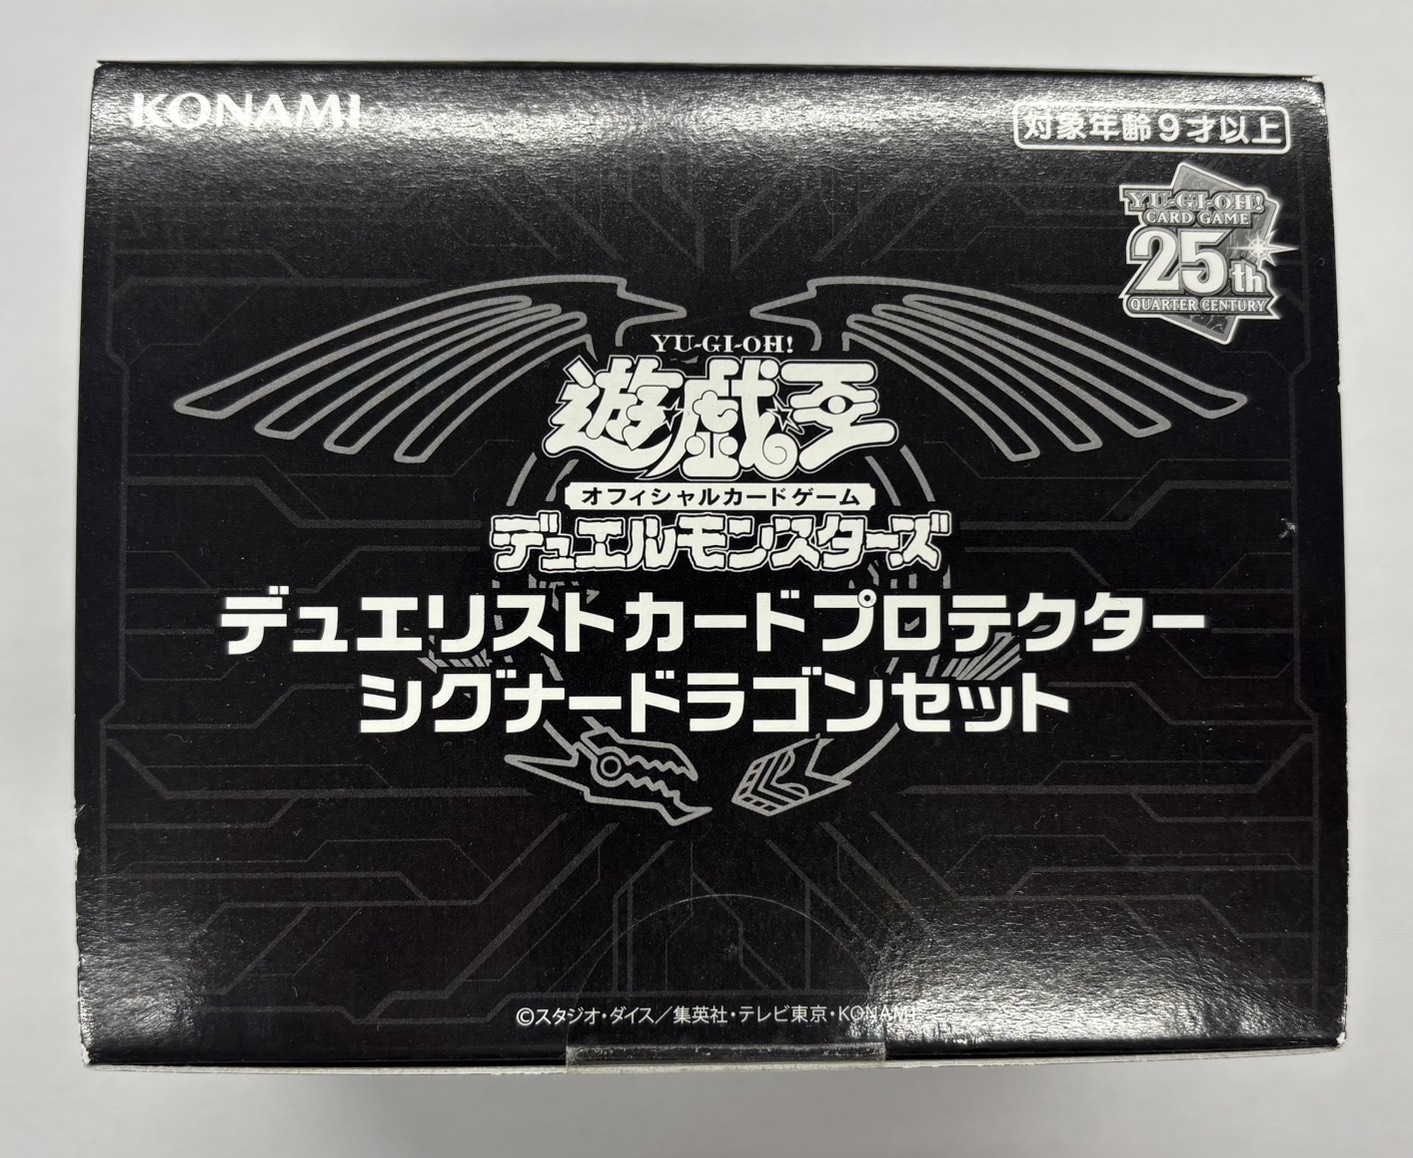 KONAMI
対象年齢9才以上
YU-GI-OH!
CARD GAME
25th
QUARTER CENTURY
YU-GI-OH!
遊戯王
オフィシャルカードゲーム
デュエルモンスターズ
デュエリストカードプロテクター
シグナードラゴンセット
©スタジオ・ダイス／集英社・テレビ東京・KONAMI